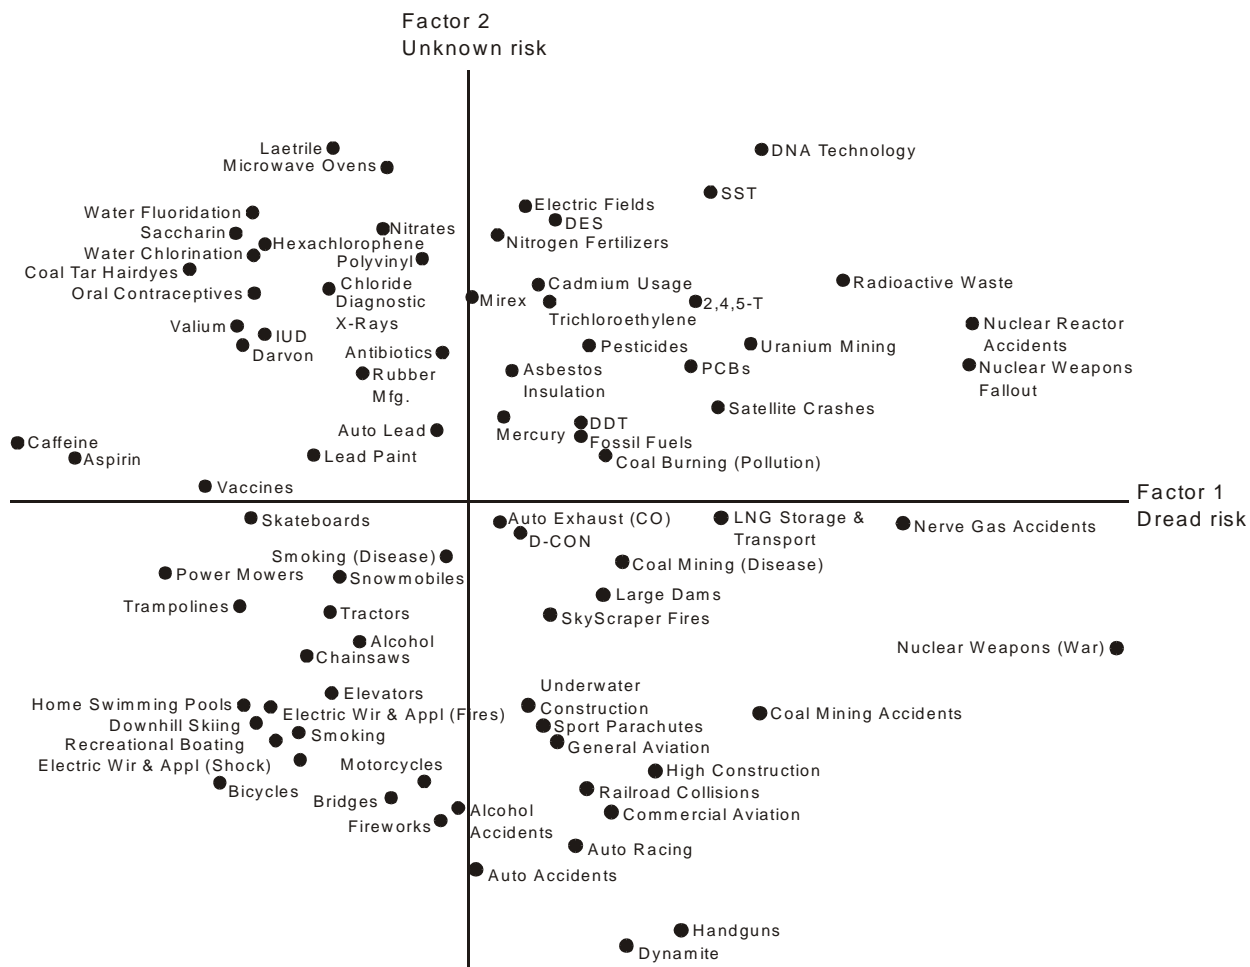 Factor 2
Unknown risk
Laetrile
Microwave Ovens
DNA Technology
SST
Electric Fields
Water Fluoridation
DES
Saccharin
Nitrates
Nitrogen Fertilizers
Hexachlorophene
Water Chlorination
Polyvinyl
Coal Tar Hairdyes
Chloride
Cadmium Usage
Radioactive Waste
Oral Contraceptives
Diagnostic
X-Rays
Mirex
2,4,5-T
Trichloroethylene
Valium
IUD
Darvon
Nuclear Reactor
Accidents
Antibiotics
Pesticides
Uranium Mining
Rubber
Mfg.
Asbestos
Insulation
PCBs
Nuclear Weapons
Fallout
Satellite Crashes
Auto Lead
Mercury
DDT
Fossil Fuels
Caffeine
Aspirin
Lead Paint
Coal Burning (Pollution)
Vaccines
Factor 1
Dread risk
Skateboards
Auto Exhaust (CO)
LNG Storage &
Transport
Nerve Gas Accidents
D-CON
Smoking (Disease)
Coal Mining (Disease)
Power Mowers
Snowmobiles
Large Dams
Trampolines
Tractors
SkyScraper Fires
Alcohol
Chainsaws
Nuclear Weapons (War)
Elevators
Underwater
Construction
Home Swimming Pools
Electric Wir & Appl (Fires)
Coal Mining Accidents
Downhill Skiing
Sport Parachutes
Smoking
Recreational Boating
General Aviation
Electric Wir & Appl (Shock)
Motorcycles
High Construction
Bicycles
Railroad Collisions
Bridges
Alcohol
Accidents
Commercial Aviation
Fireworks
Auto Racing
Auto Accidents
Handguns
Dynamite